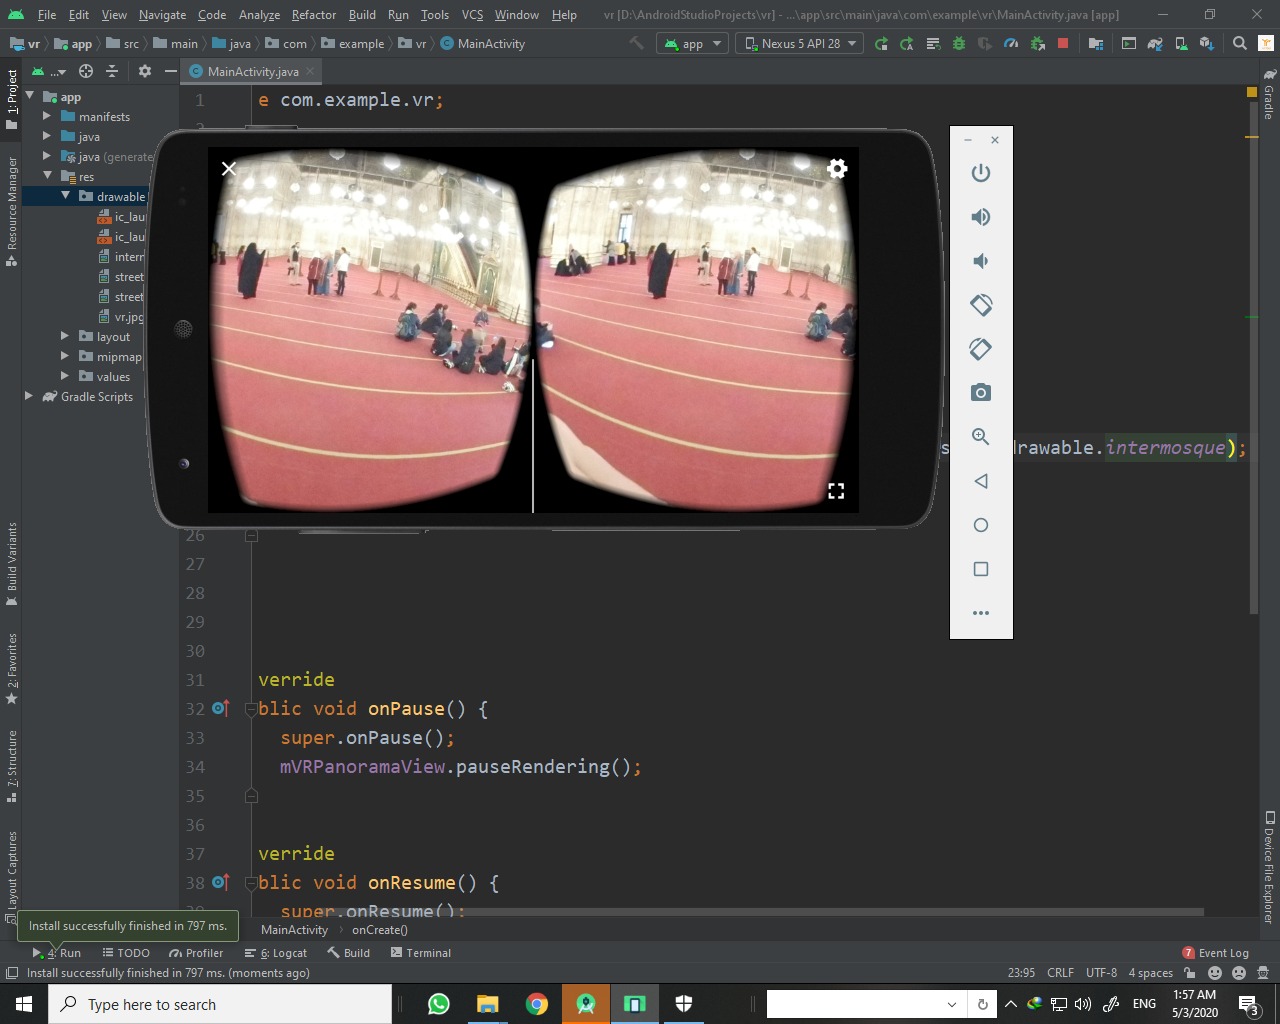 File Edit View Navigate Code Analyze Refactor Build Run Tools VCS Window Help vr [D:\AndroidStudioProjects\vr] - ...\app\src\main\java\com\example\vr\MainActivity.java [app]
vr app src main java com example vr MainActivity app Nexus 5 API 28
1: Project
Resource Manager
Build Variants
2: Favorites
7: Structure
Layout Captures
...
app
manifests
java
java (generate
res
drawable
ic_lau
ic_lau
intern
street
street
vr.jpg
layout
mipmap
values
Gradle Scripts
MainActivity.java
1 e com.example.vr;
drawable.intermosque);
26
27
28
29
30
31 verride
32 blic void onPause() {
33 super.onPause();
34 mVRPanoramaView.pauseRendering();
35
36
37 verride
38 blic void onResume() {
super.onResume();
Gradle
Device File Explorer
Install successfully finished in 797 ms.
MainActivity onCreate()
4: Run TODO Profiler 6: Logcat Build Terminal 7 Event Log
Install successfully finished in 797 ms. (moments ago) 23:95 CRLF UTF-8 4 spaces
Type here to search
ENG
1:57 AM
5/3/2020
3